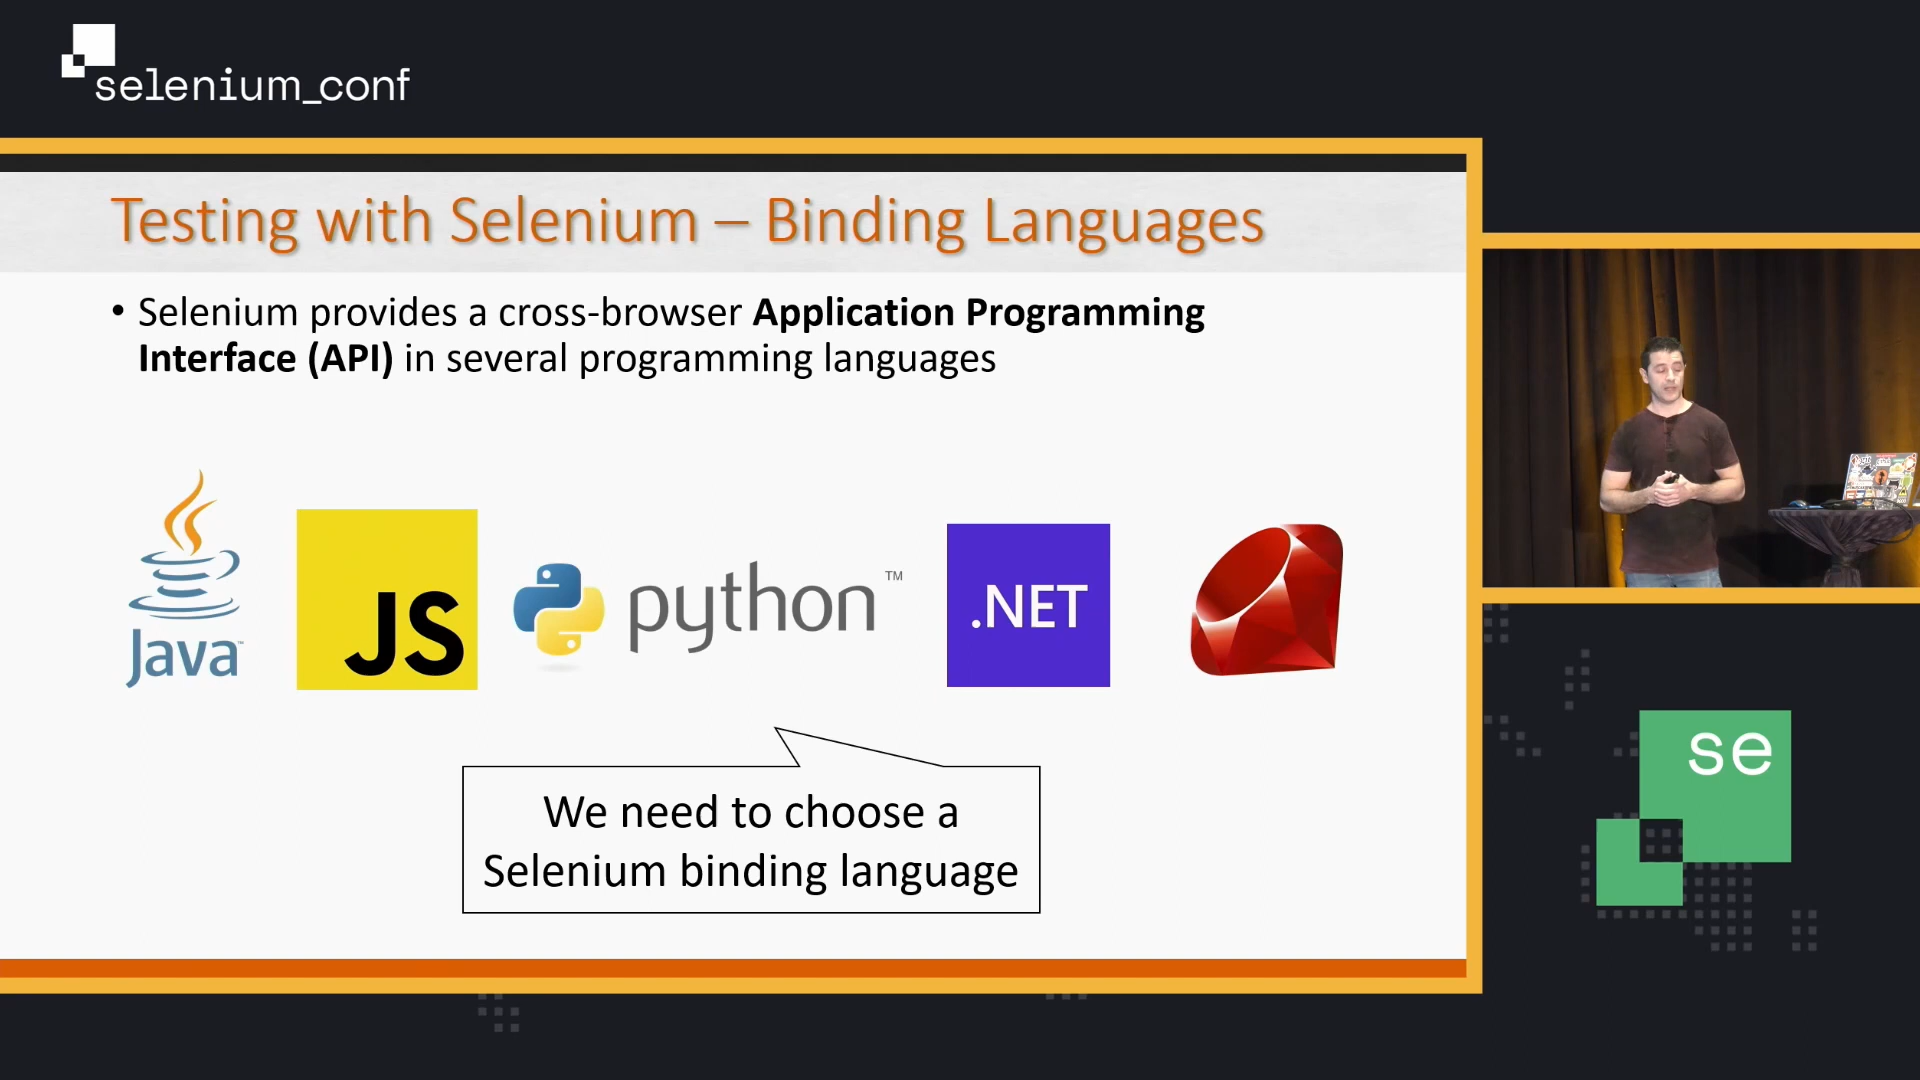 selenium_conf
Testing with Selenium – Binding Languages
• Selenium provides a cross-browser Application Programming
Interface (API) in several programming languages
Java™
JS
python™
.NET
We need to choose a
Selenium binding language
se